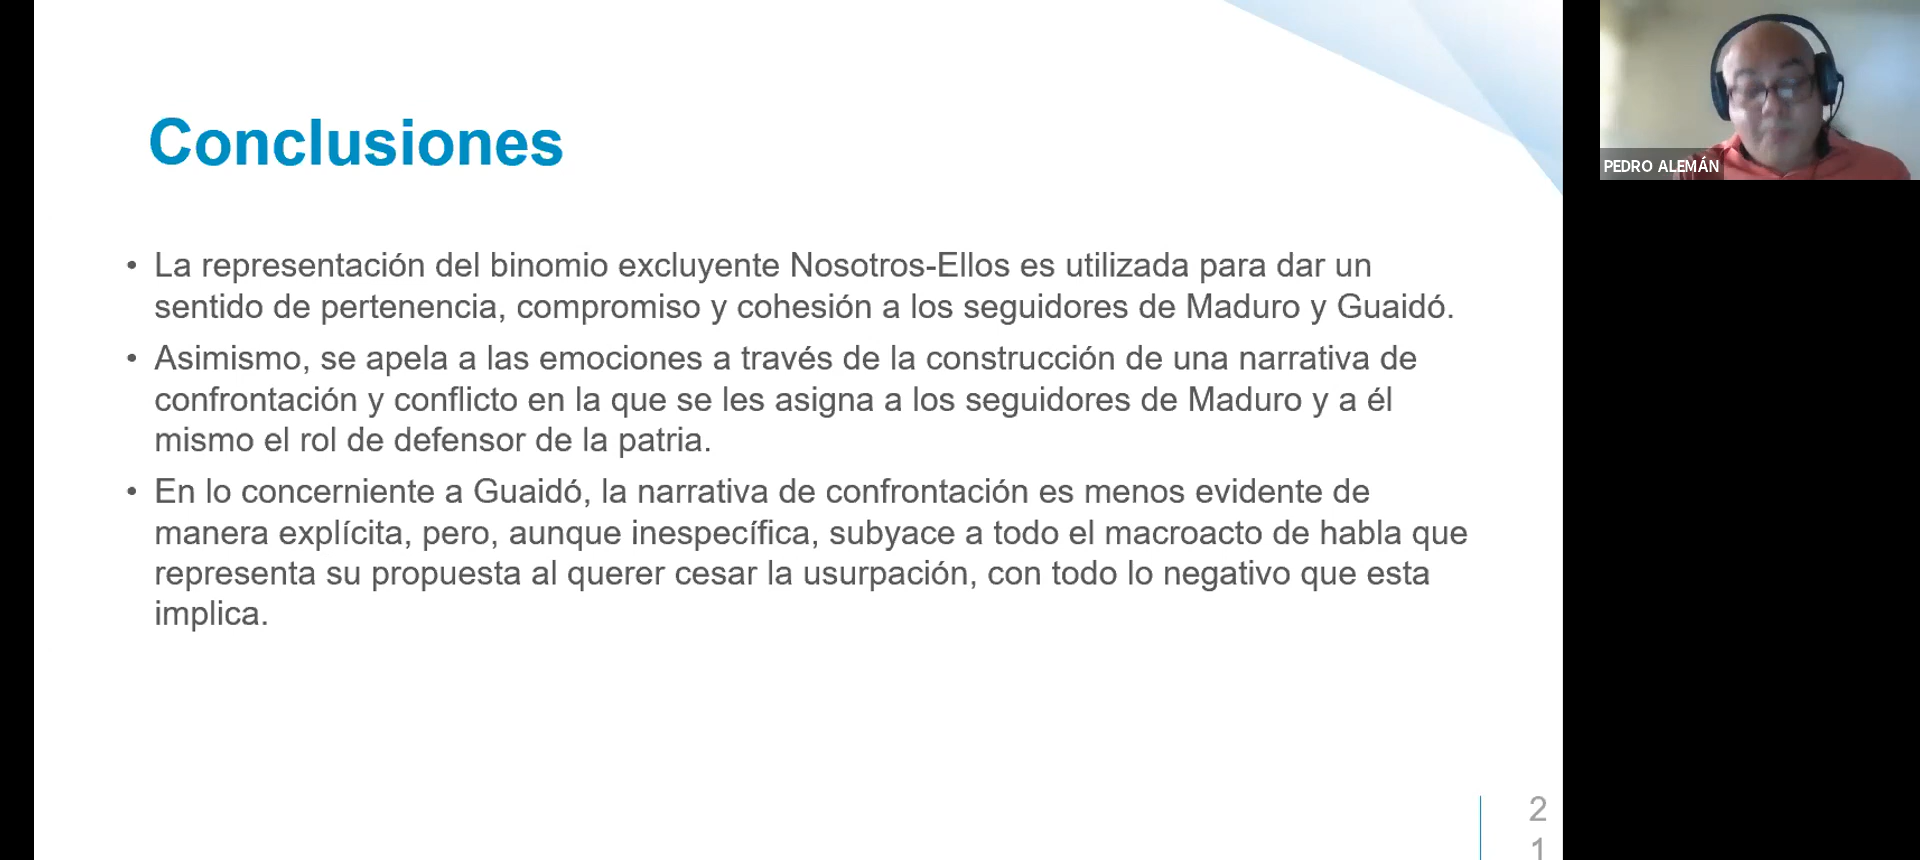 Conclusiones
• La representación del binomio excluyente Nosotros-Ellos es utilizada para dar un
sentido de pertenencia, compromiso y cohesión a los seguidores de Maduro y Guaidó.
• Asimismo, se apela a las emociones a través de la construcción de una narrativa de
confrontación y conflicto en la que se les asigna a los seguidores de Maduro y a él
mismo el rol de defensor de la patria.
• En lo concerniente a Guaidó, la narrativa de confrontación es menos evidente de
manera explícita, pero, aunque inespecífica, subyace a todo el macroacto de habla que
representa su propuesta al querer cesar la usurpación, con todo lo negativo que esta
implica.
2
1
PEDRO ALEMÁN